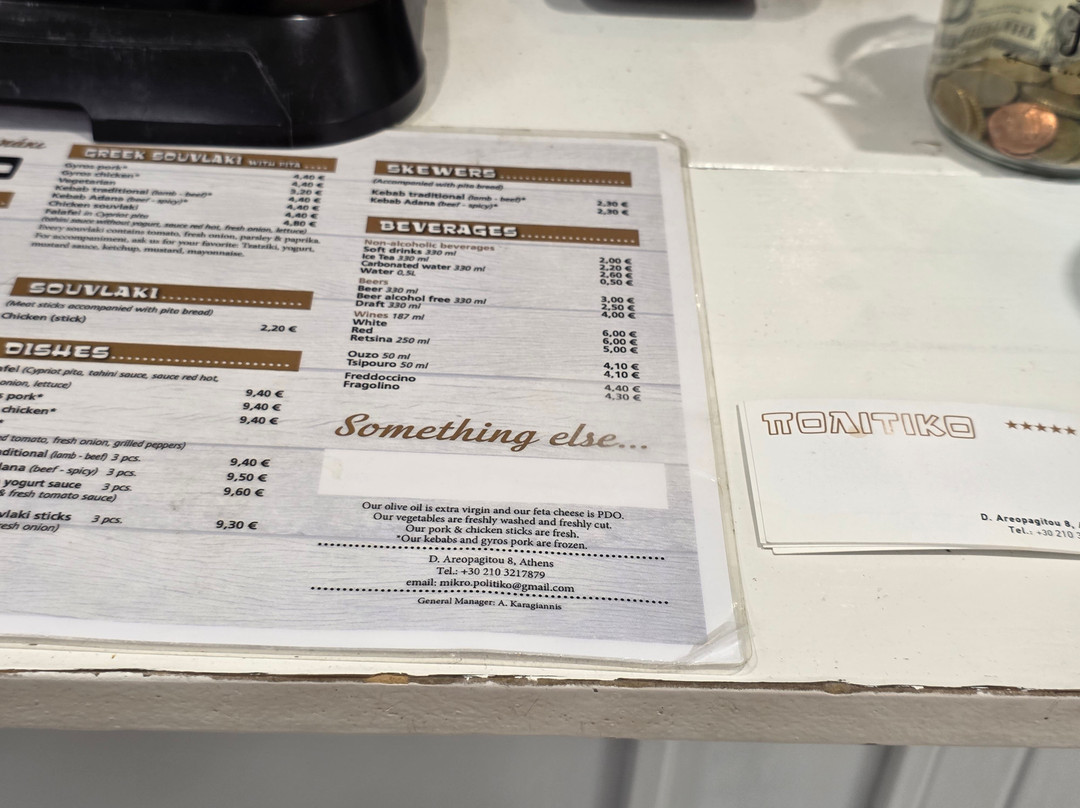 GREEK SOUVLAKI WITH PITA ....
Gyros pork* 4,40 €
Gyros chicken* 4,40 €
Vegetarian 3,20 €
Kebab traditional (lamb - beef)* 4,40 €
Kebab Adana (beef - spicy)* 4,40 €
Chicken souvlaki 4,40 €
Falafel in Cypriot pita 4,80 €
(tahini sauce without yogurt, sauce red hot, fresh onion, lettuce)
Every souvlaki contains tomato, fresh onion, parsley & paprika.
For accompaniment, ask us for your favorite: Tzatziki, yogurt,
mustard sauce, ketchup, mustard, mayonnaise.
SOUVLAKI
(Meat sticks accompanied with pita bread)
Chicken (stick) 2,20 €
DISHES
(Cypriot pita, tahini sauce, sauce red hot,
onion, lettuce) 9,40 €
pork* 9,40 €
chicken* 9,40 €
tomato, fresh onion, grilled peppers)
(lamb - beef) 3 pcs. 9,40 €
(beef - spicy) 3 pcs. 9,50 €
yogurt sauce 3 pcs. 9,60 €
& fresh tomato sauce)
sticks 3 pcs. 9,30 €
onion)
SKEWERS
(Accompanied with pita bread)
Kebab traditional (lamb - beef)* 2,30 €
Kebab Adana (beef - spicy)* 2,30 €
BEVERAGES
Non-alcoholic beverages
Soft drinks 330 ml 2,00 €
Ice Tea 330 ml 2,20 €
Carbonated water 330 ml 2,60 €
Water 0,5L 0,50 €
Beers
Beer 330 ml 3,00 €
Beer alcohol free 330 ml 2,50 €
Draft 330 ml 4,00 €
Wines 187 ml
White 6,00 €
Red 6,00 €
Retsina 250 ml 5,00 €
Ouzo 50 ml 4,10 €
Tsipouro 50 ml 4,10 €
Freddoccino 4,40 €
Fragolino 4,30 €
Something else...
Our olive oil is extra virgin and our feta cheese is PDO.
Our vegetables are freshly washed and freshly cut.
Our pork & chicken sticks are fresh.
*Our kebabs and gyros pork are frozen.
D. Areopagitou 8, Athens
Tel.: +30 210 3217879
email: mikro.politiko@gmail.com
General Manager: A. Karagiannis
ΠΟΛΙΤΙΚΟ ★★★★★
D. Areopagitou 8,
Tel.: +30 210